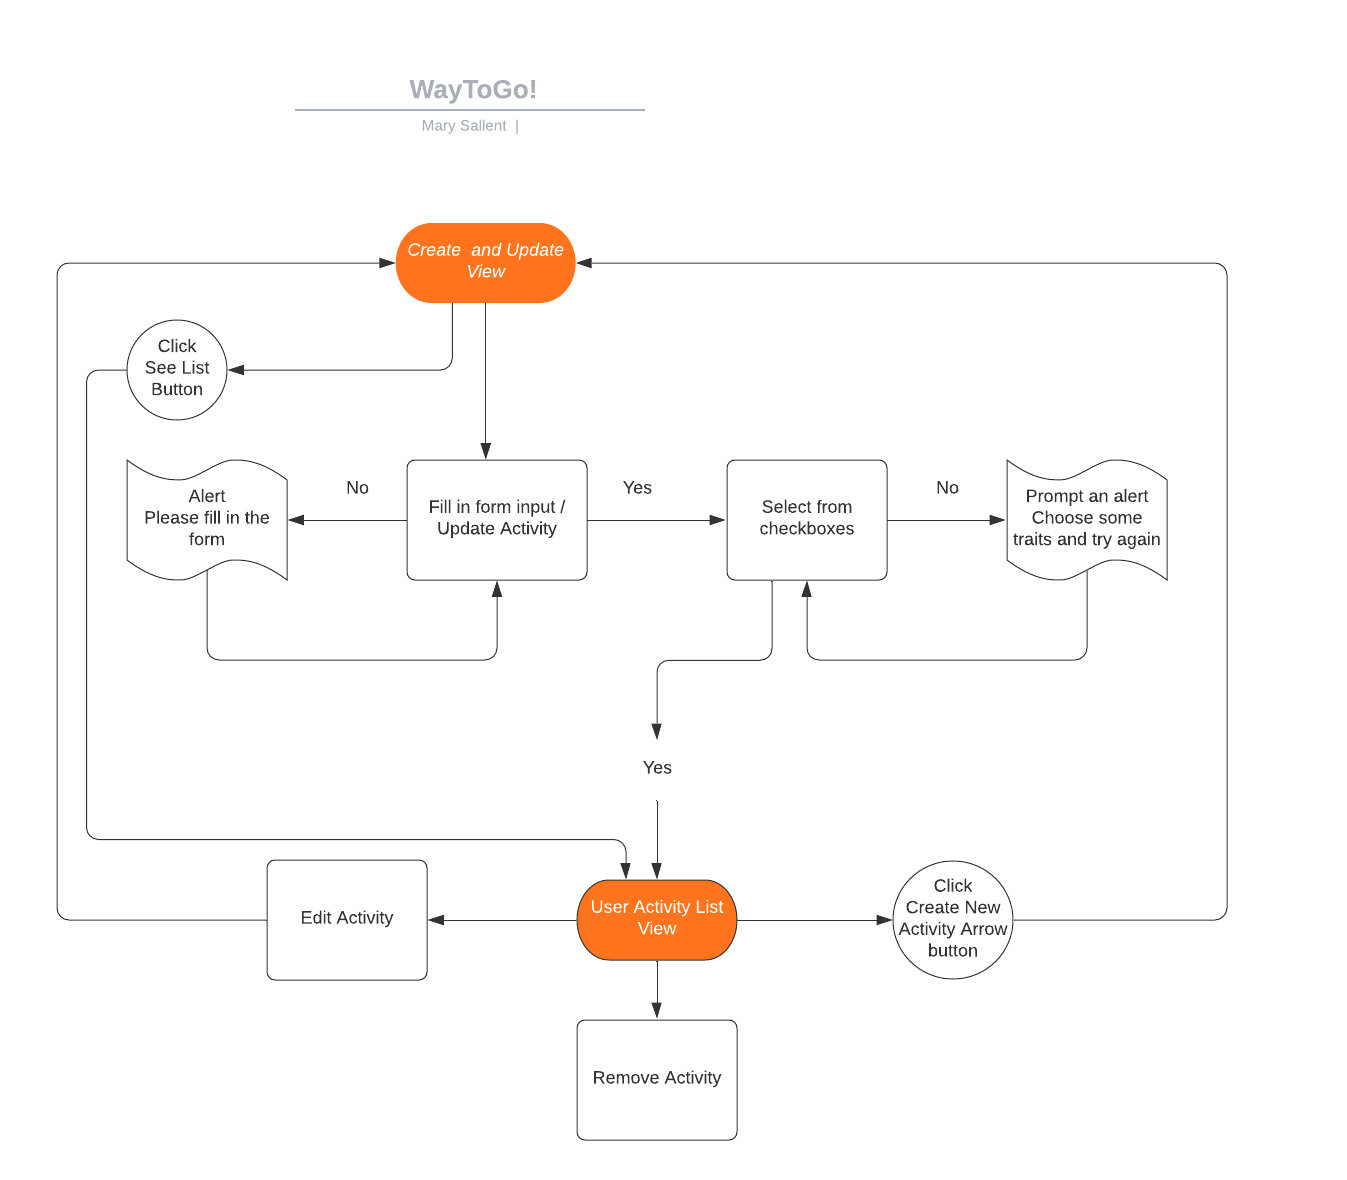 WayToGo!
Mary Sallent |
Create and Update
View
Click
See List
Button
Alert
Please fill in the
form
No
Fill in form input /
Update Activity
Yes
Select from
checkboxes
No
Prompt an alert
Choose some
traits and try again
Yes
Edit Activity
User Activity List
View
Click
Create New
Activity Arrow
button
Remove Activity